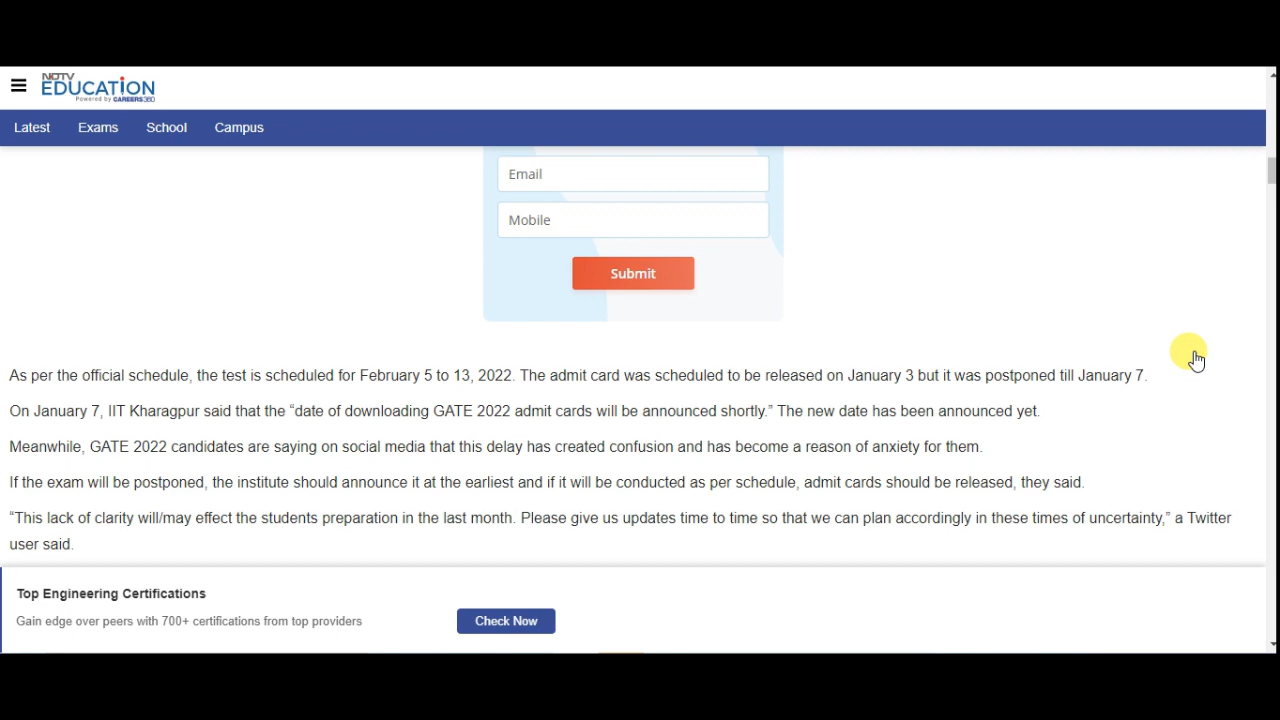 NDTV
EDUCATION
Powered by CAREERS360
Latest Exams School Campus
Email
Mobile
Submit
As per the official schedule, the test is scheduled for February 5 to 13, 2022. The admit card was scheduled to be released on January 3 but it was postponed till January 7.
On January 7, IIT Kharagpur said that the “date of downloading GATE 2022 admit cards will be announced shortly.” The new date has been announced yet.
Meanwhile, GATE 2022 candidates are saying on social media that this delay has created confusion and has become a reason of anxiety for them.
If the exam will be postponed, the institute should announce it at the earliest and if it will be conducted as per schedule, admit cards should be released, they said.
“This lack of clarity will/may effect the students preparation in the last month. Please give us updates time to time so that we can plan accordingly in these times of uncertainty,” a Twitter
user said.
Top Engineering Certifications
Gain edge over peers with 700+ certifications from top providers
Check Now